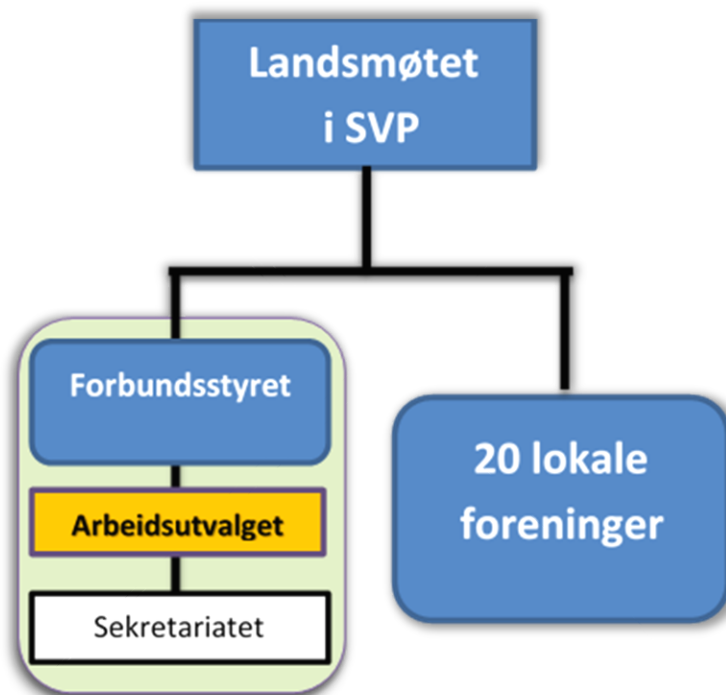 Landsmøtet
i SVP
Forbundsstyret
Arbeidsutvalget
Sekretariatet
20 lokale
foreninger